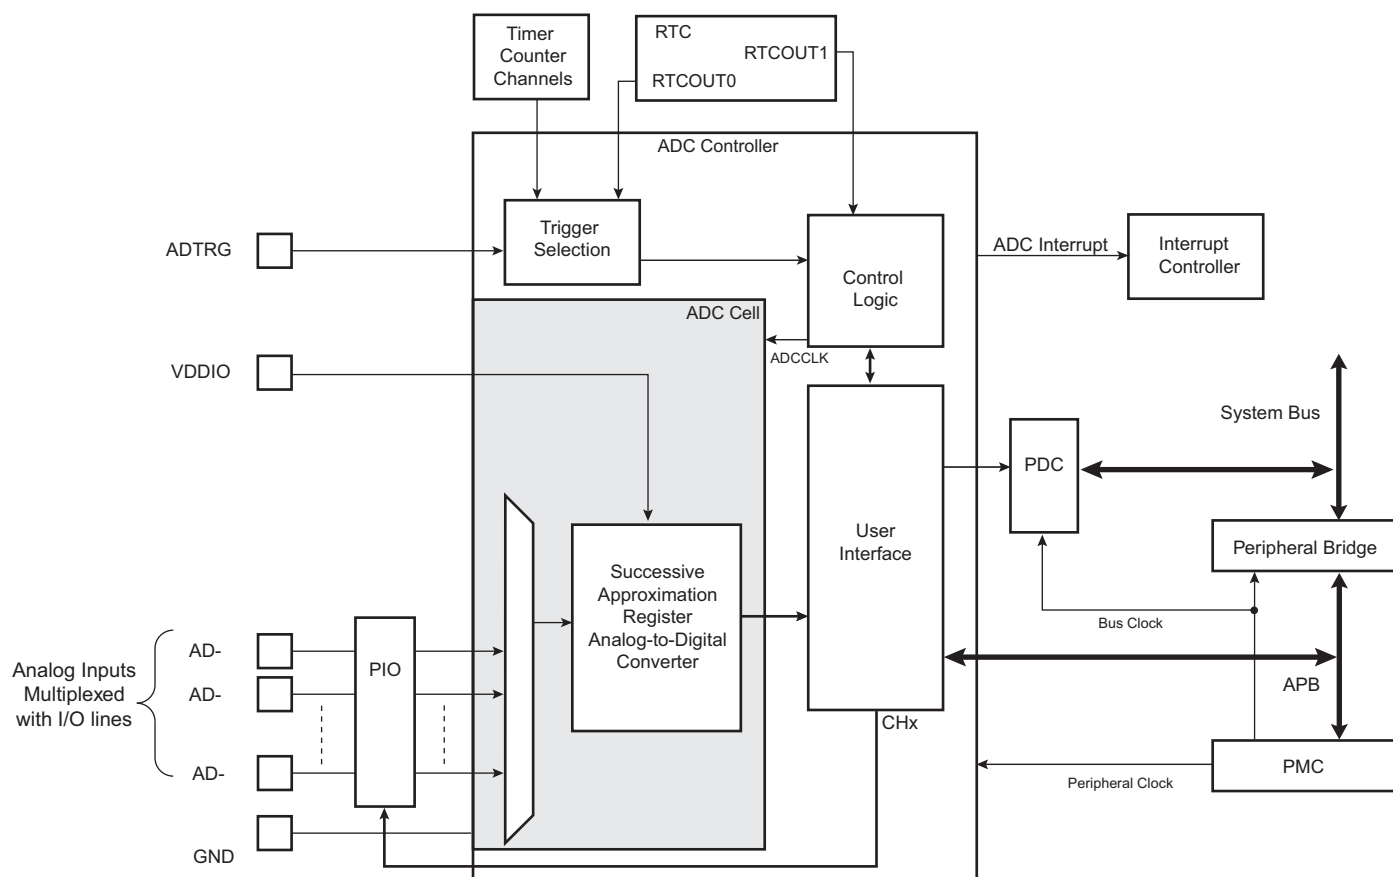 Timer
Counter
Channels
RTC
RTCOUT1
RTCOUT0
ADC Controller
ADTRG
Trigger
Selection
Control
Logic
ADC Interrupt
Interrupt
Controller
ADC Cell
ADCCLK
VDDIO
System Bus
PDC
User
Interface
Peripheral Bridge
Successive
Approximation
Register
Analog-to-Digital
Converter
Bus Clock
Analog Inputs
Multiplexed
with I/O lines
AD-
AD-
AD-
PIO
APB
CHx
PMC
Peripheral Clock
GND